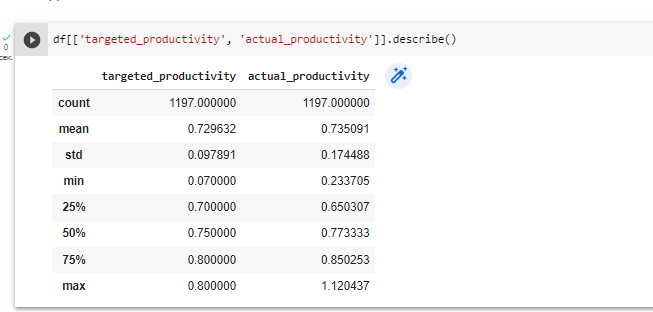 df[['targeted_productivity', 'actual_productivity']].describe()
0
сек.
targeted_productivity actual_productivity
count 1197.000000 1197.000000
mean 0.729632 0.735091
std 0.097891 0.174488
min 0.070000 0.233705
25% 0.700000 0.650307
50% 0.750000 0.773333
75% 0.800000 0.850253
max 0.800000 1.120437